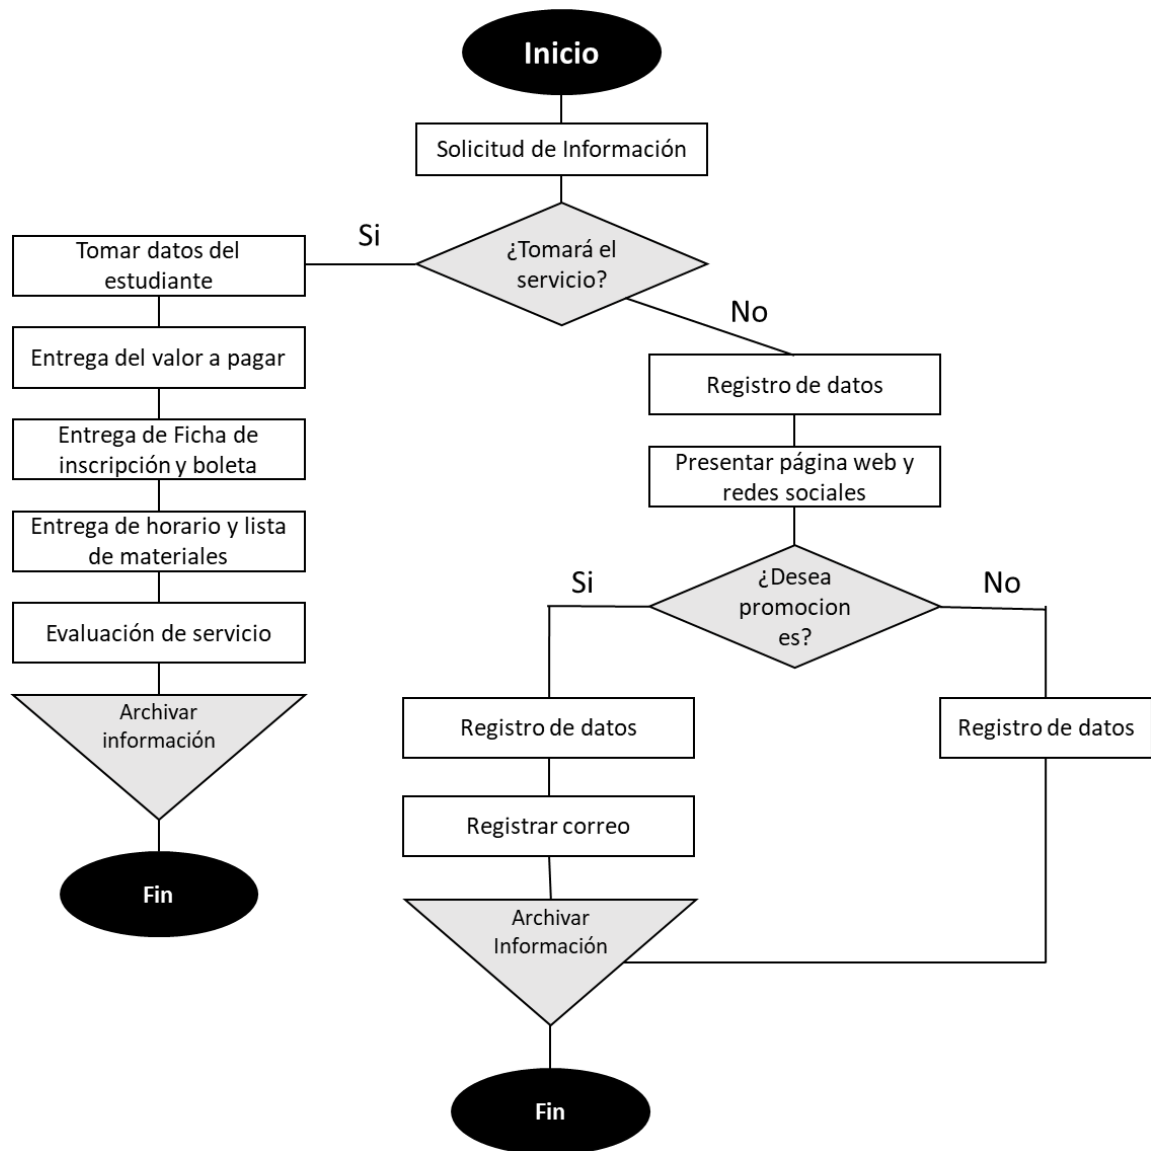 Inicio
Solicitud de Información
Si
¿Tomará el
servicio?
No
Tomar datos del
estudiante
Entrega del valor a pagar
Entrega de Ficha de
inscripción y boleta
Entrega de horario y lista
de materiales
Evaluación de servicio
Archivar
información
Fin
Registro de datos
Presentar página web y
redes sociales
Si
¿Desea
promocion
es?
No
Registro de datos
Registrar correo
Registro de datos
Archivar
Información
Fin